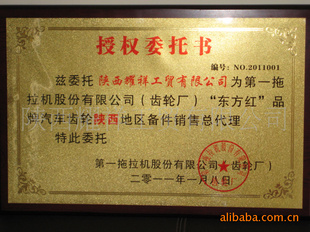 授权委托书
编号：NO.2011001
兹委托 陕西耀祥工贸有限公司 为第一拖
拉机股份有限公司（齿轮厂）“东方红”品
牌汽车齿轮陕西地区备件销售总代理
特此委托
第一拖拉机股份有限公司（齿轮厂）
二〇一一年一月八日
alibaba.com.cn